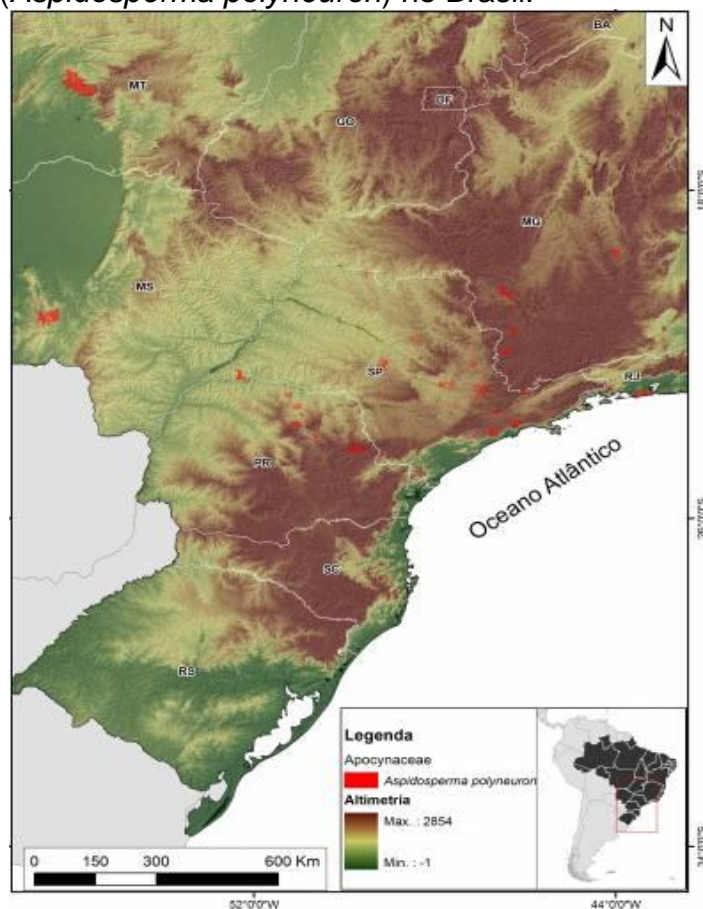 (Aspidosperma polyneuron) no Brasil.
N
BA
MT
DF
GO
MG
MS
SP
RJ
PR
Oceano Atlântico
SC
RS
Legenda
Apocynaceae
Aspidosperma polyneuron
Altimetria
Max. : 2854
Min. : -1
0 150 300 600 Km
52°0'0"W 44°0'0"W